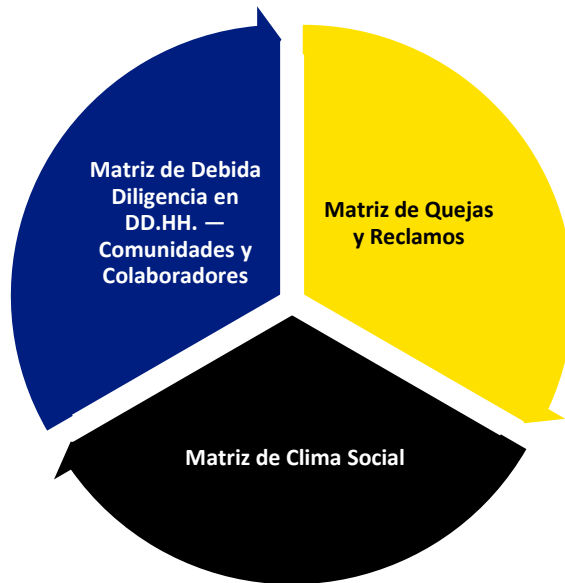 Matriz de Debida
Diligencia en
DD.HH. —
Comunidades y
Colaboradores
Matriz de Quejas
y Reclamos
Matriz de Clima Social